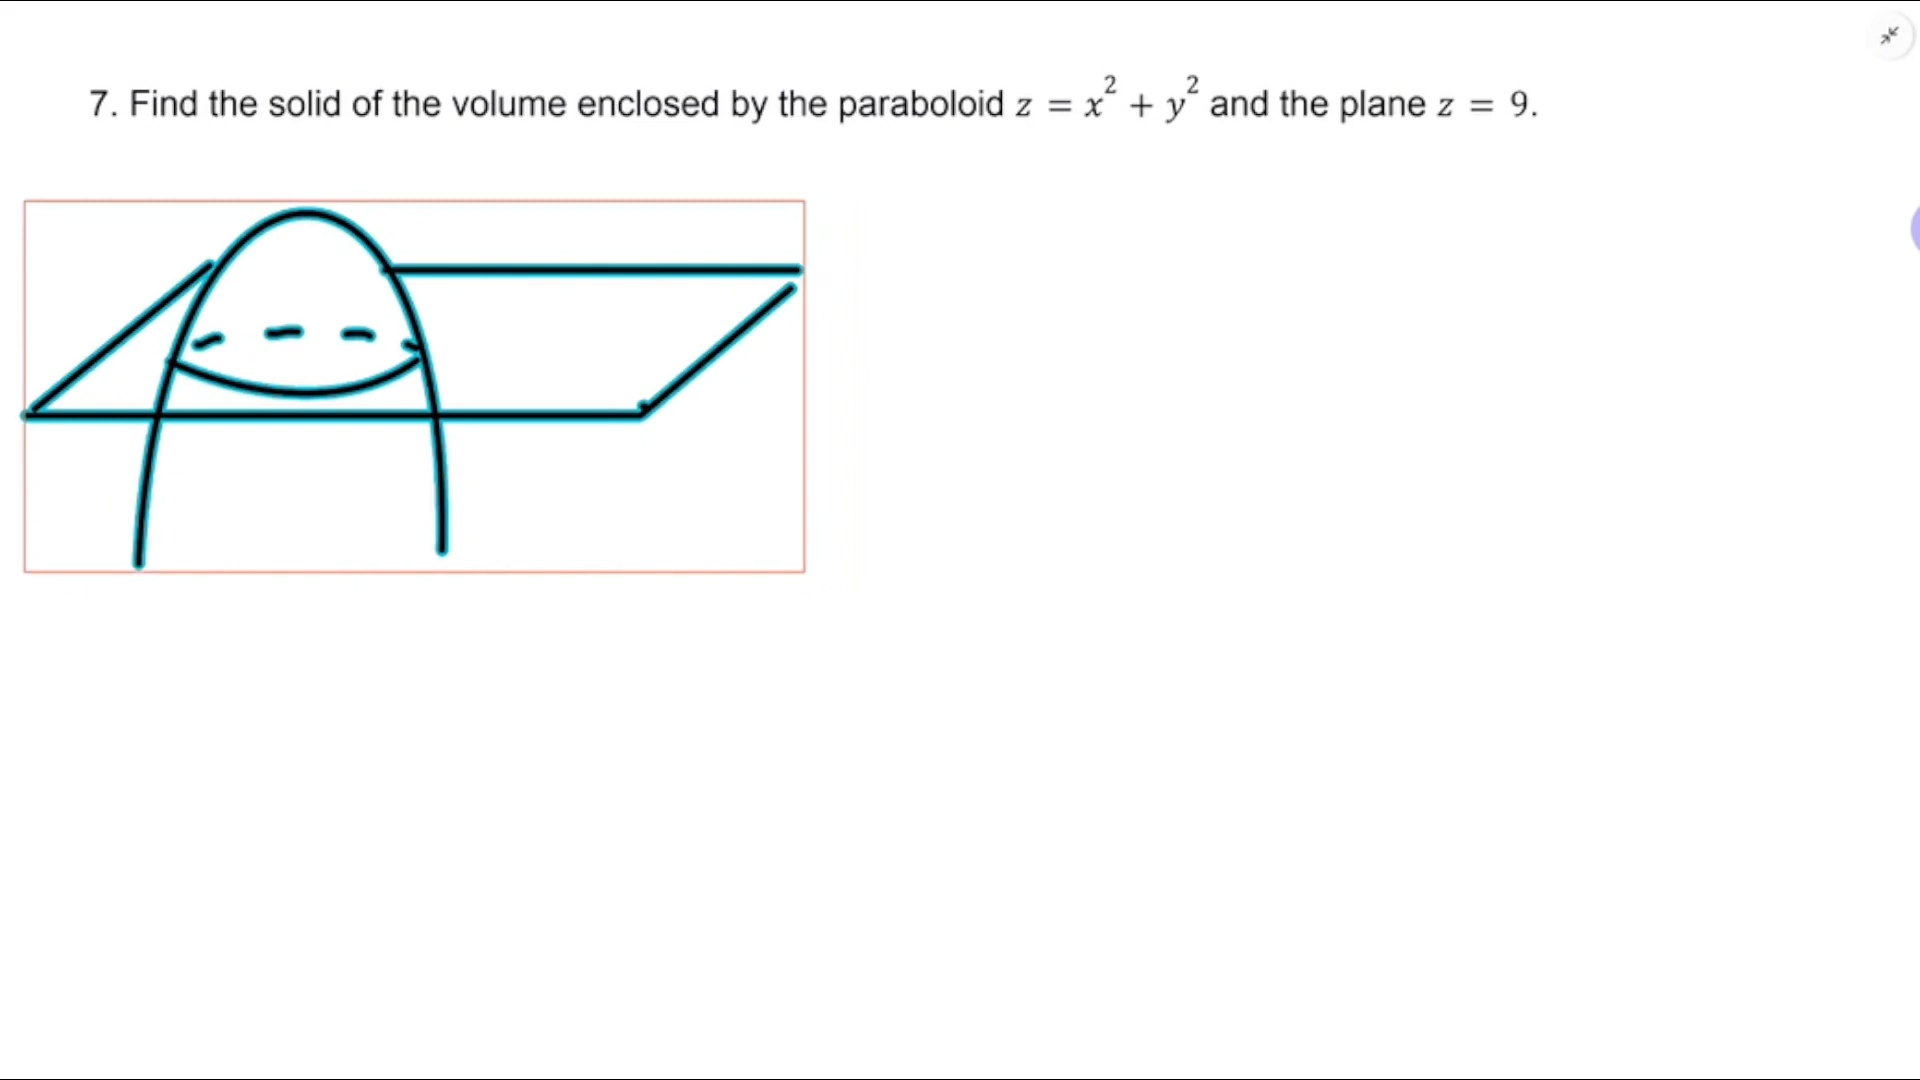 7. Find the solid of the volume enclosed by the paraboloid z = x² + y² and the plane z = 9.